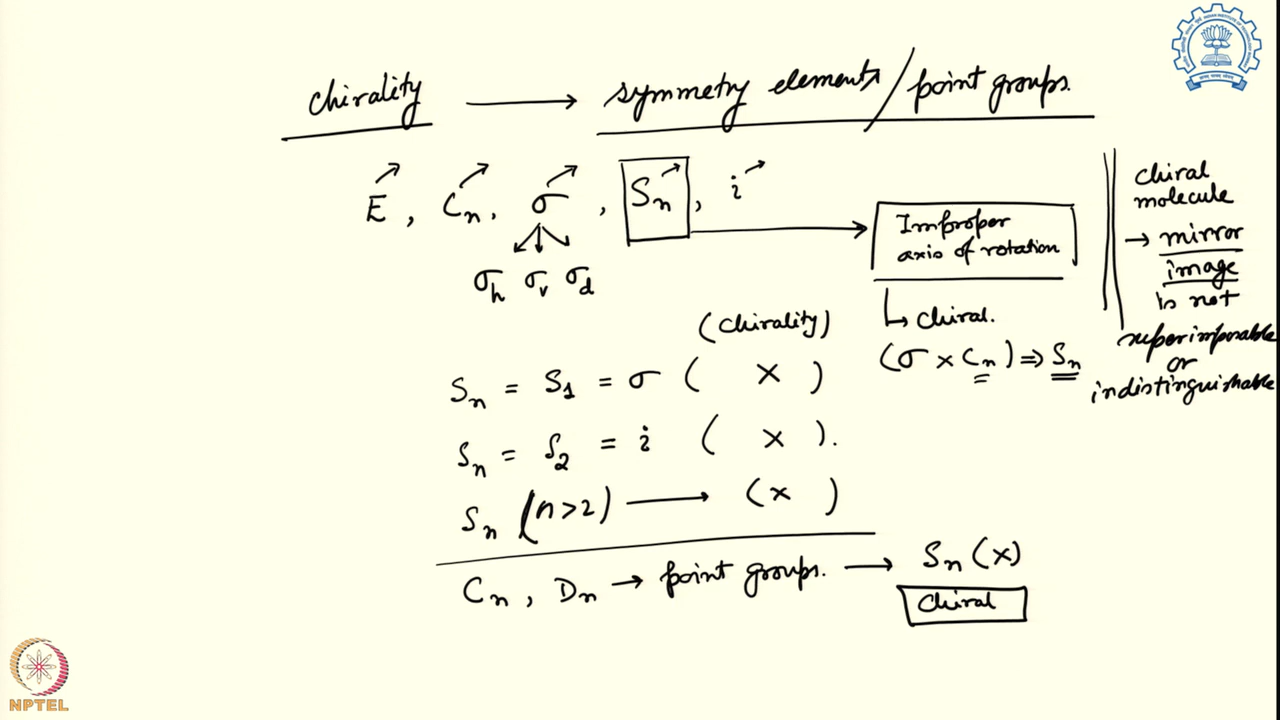 chirality → symmetry elements / point groups.
E, Cn, σ, Sn, i
σh σv σd
Improper
axis of rotation
↳ chiral.
(σ × Cn) ⇒ Sn
chiral
molecule
→ mirror
image
is not
superimposable
or
indistinguishable
(chirality)
Sn = S1 = σ ( × )
Sn = S2 = i ( × ).
Sn (n>2) → ( × )
Cn, Dn → point groups. → Sn (×)
chiral
NPTEL